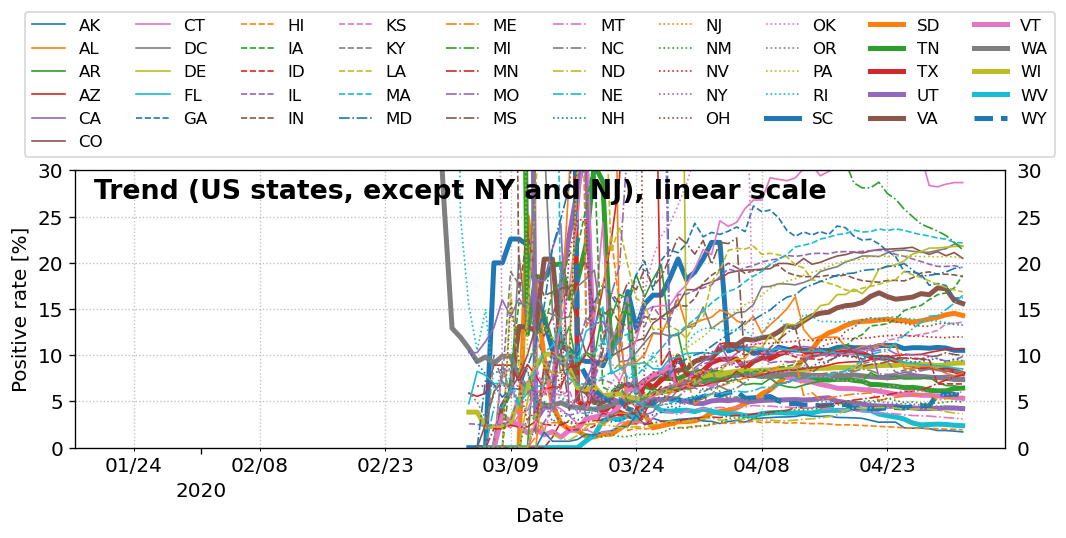 AK CT HI KS ME MT NJ OK SD VT
AL DC IA KY MI NC NM OR TN WA
AR DE ID LA MN ND NV PA TX WI
AZ FL IL MA MO NE NY RI UT WV
CA GA IN MD MS NH OH SC VA WY
CO
Trend (US states, except NY and NJ), linear scale
30 30
25 25
20 20
15 15
10 10
5 5
0 0
Positive rate [%]
01/24 02/08 02/23 03/09 03/24 04/08 04/23
2020
Date